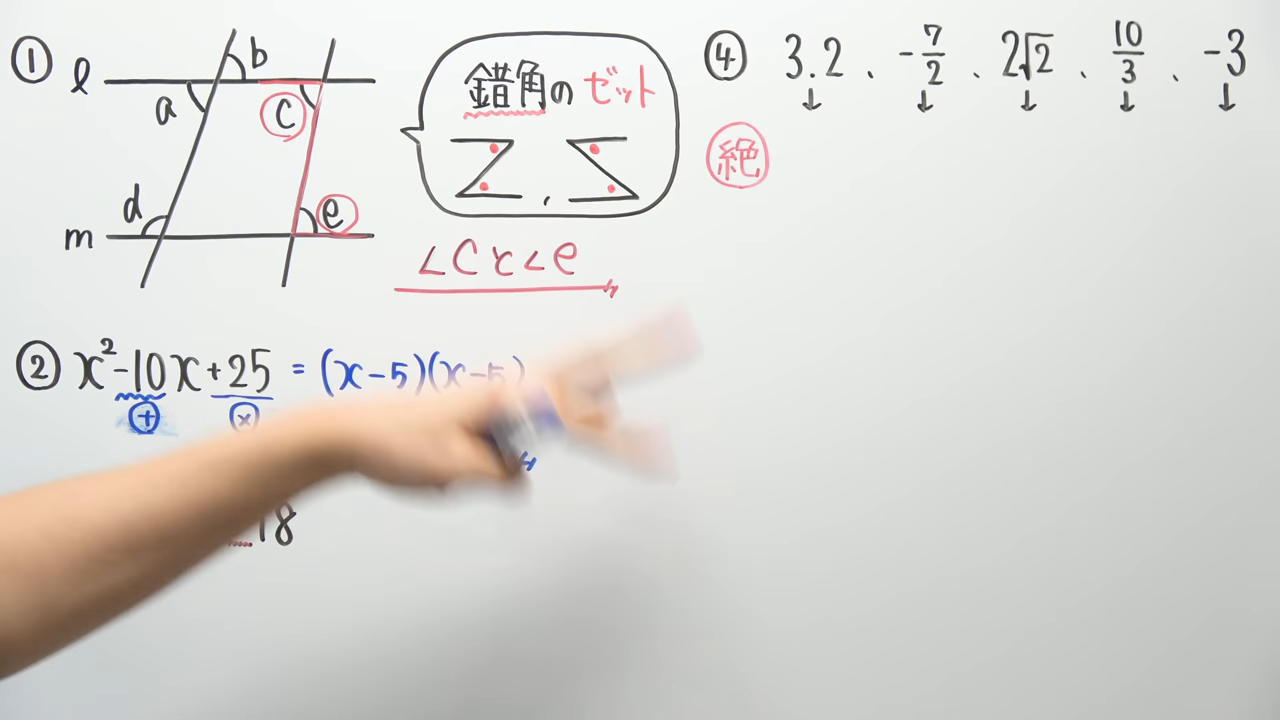 ①
ℓ
b
a
c
d
e
m
錯角のゼット
Z , Σ
∠Cと∠e
② x²-10x+25 = (x-5)(x-5)
+ ×
18
④ 3.2 、 -7/2 、 2√2 、 10/3 、 -3
↓ ↓ ↓ ↓ ↓
絶